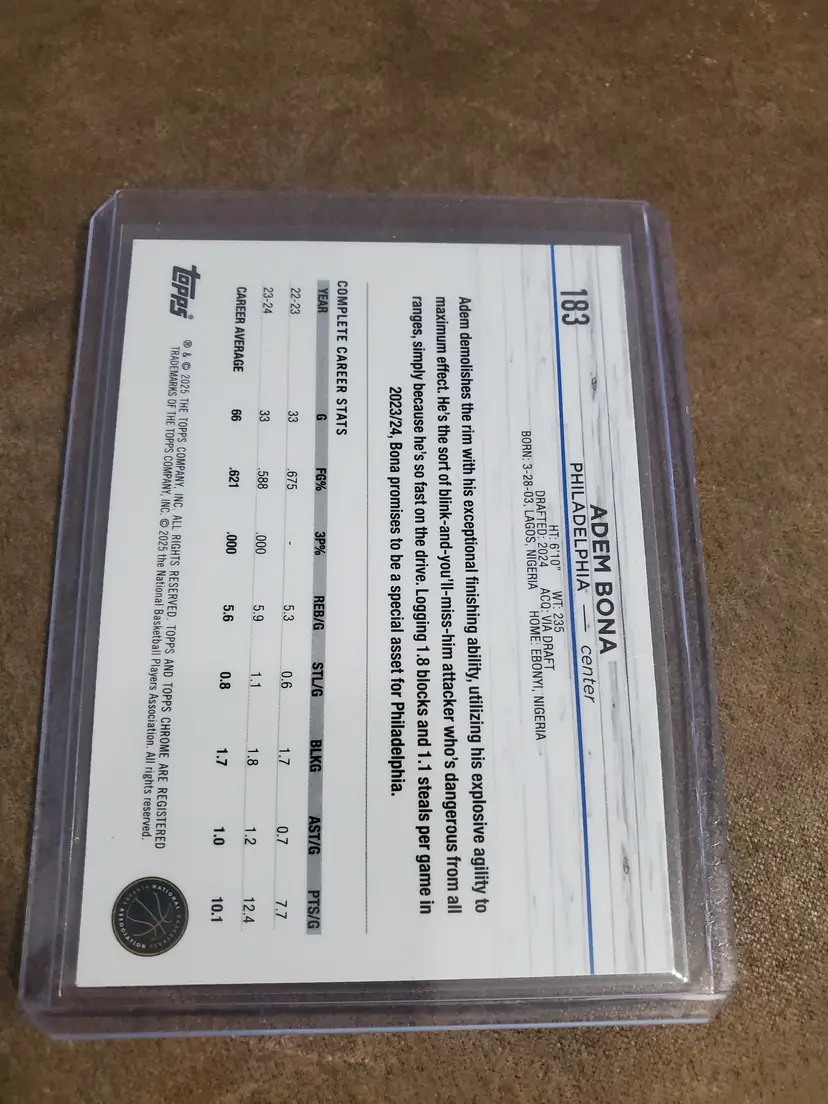 183
ADEM BONA
PHILADELPHIA — center
HT: 6'10" WT: 235
DRAFTED: 2024 ACQ: VIA DRAFT
BORN: 3-28-03, LAGOS, NIGERIA HOME: EBONYI, NIGERIA
Adem demolishes the rim with his exceptional finishing ability, utilizing his explosive agility to
maximum effect. He's the sort of blink-and-you'll-miss-him attacker who's dangerous from all
ranges, simply because he's so fast on the drive. Logging 1.8 blocks and 1.1 steals per game in
2023/24, Bona promises to be a special asset for Philadelphia.
COMPLETE CAREER STATS
YEAR G FG% 3P% REB/G STL/G BLKG AST/G PTS/G
22-23 33 .675 - 5.3 0.6 1.7 0.7 7.7
23-24 33 .588 .000 5.9 1.1 1.8 1.2 12.4
CAREER AVERAGE 66 .621 .000 5.6 0.8 1.7 1.0 10.1
topps®
® & © 2025 THE TOPPS COMPANY, INC. ALL RIGHTS RESERVED. TOPPS AND TOPPS CHROME ARE REGISTERED
TRADEMARKS OF THE TOPPS COMPANY, INC. © 2025 the National Basketball Players Association. All rights reserved.
NATIONAL BASKETBALL PLAYERS ASSOCIATION